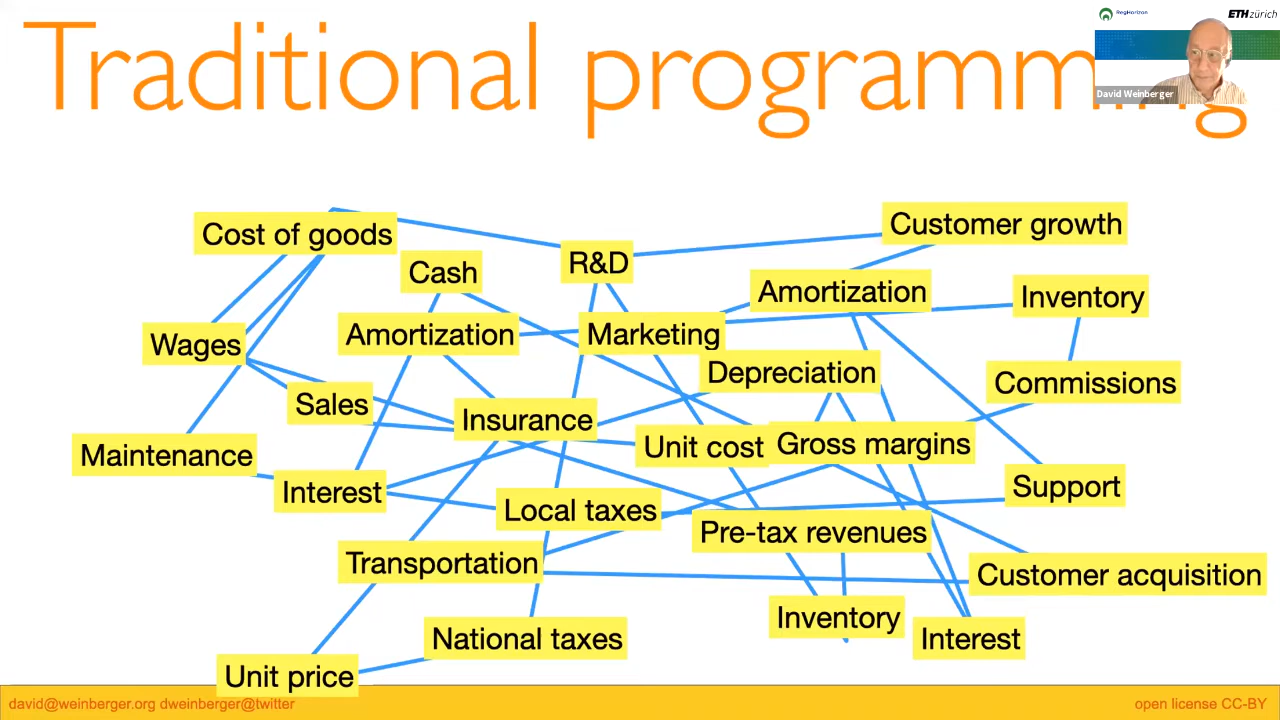 Traditional programming
RegHorizon
ETH zürich
David Weinberger
Cost of goods
Customer growth
R&D
Cash
Amortization
Inventory
Amortization
Marketing
Wages
Depreciation
Commissions
Sales
Insurance
Unit cost
Gross margins
Maintenance
Interest
Support
Local taxes
Pre-tax revenues
Transportation
Customer acquisition
Inventory
National taxes
Interest
Unit price
david@weinberger.org dweinberger@twitter
open license CC-BY